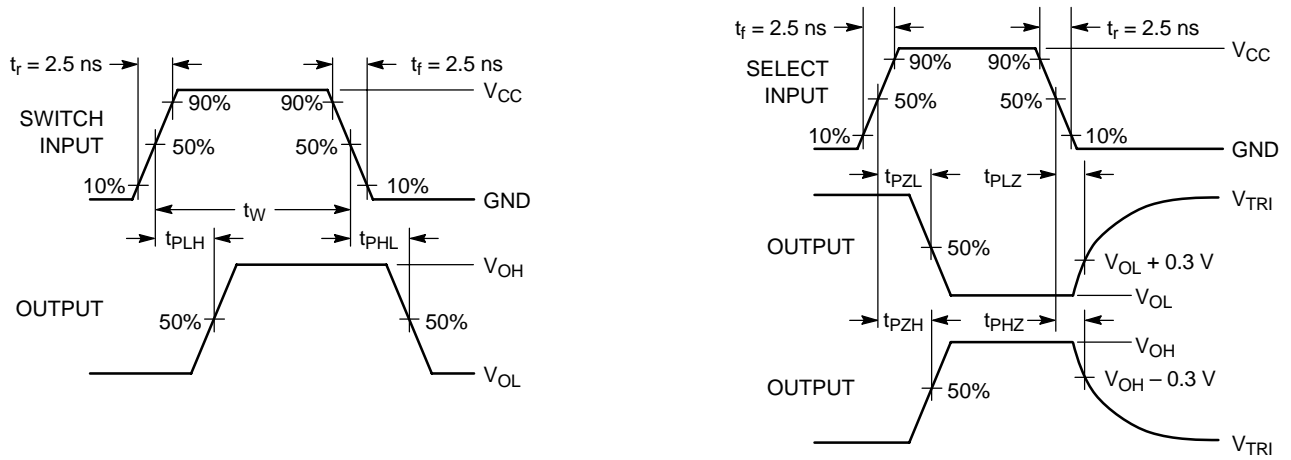 t_r = 2.5 ns
t_f = 2.5 ns
V_CC
90%
90%
SWITCH
INPUT
50%
50%
10%
10%
GND
t_W
t_PLH
t_PHL
V_OH
OUTPUT
50%
50%
V_OL
t_f = 2.5 ns
t_r = 2.5 ns
V_CC
90%
90%
SELECT
INPUT
50%
50%
10%
10%
GND
t_PZL
t_PLZ
V_TRI
OUTPUT
50%
V_OL + 0.3 V
V_OL
t_PZH
t_PHZ
V_OH
V_OH – 0.3 V
OUTPUT
50%
V_TRI